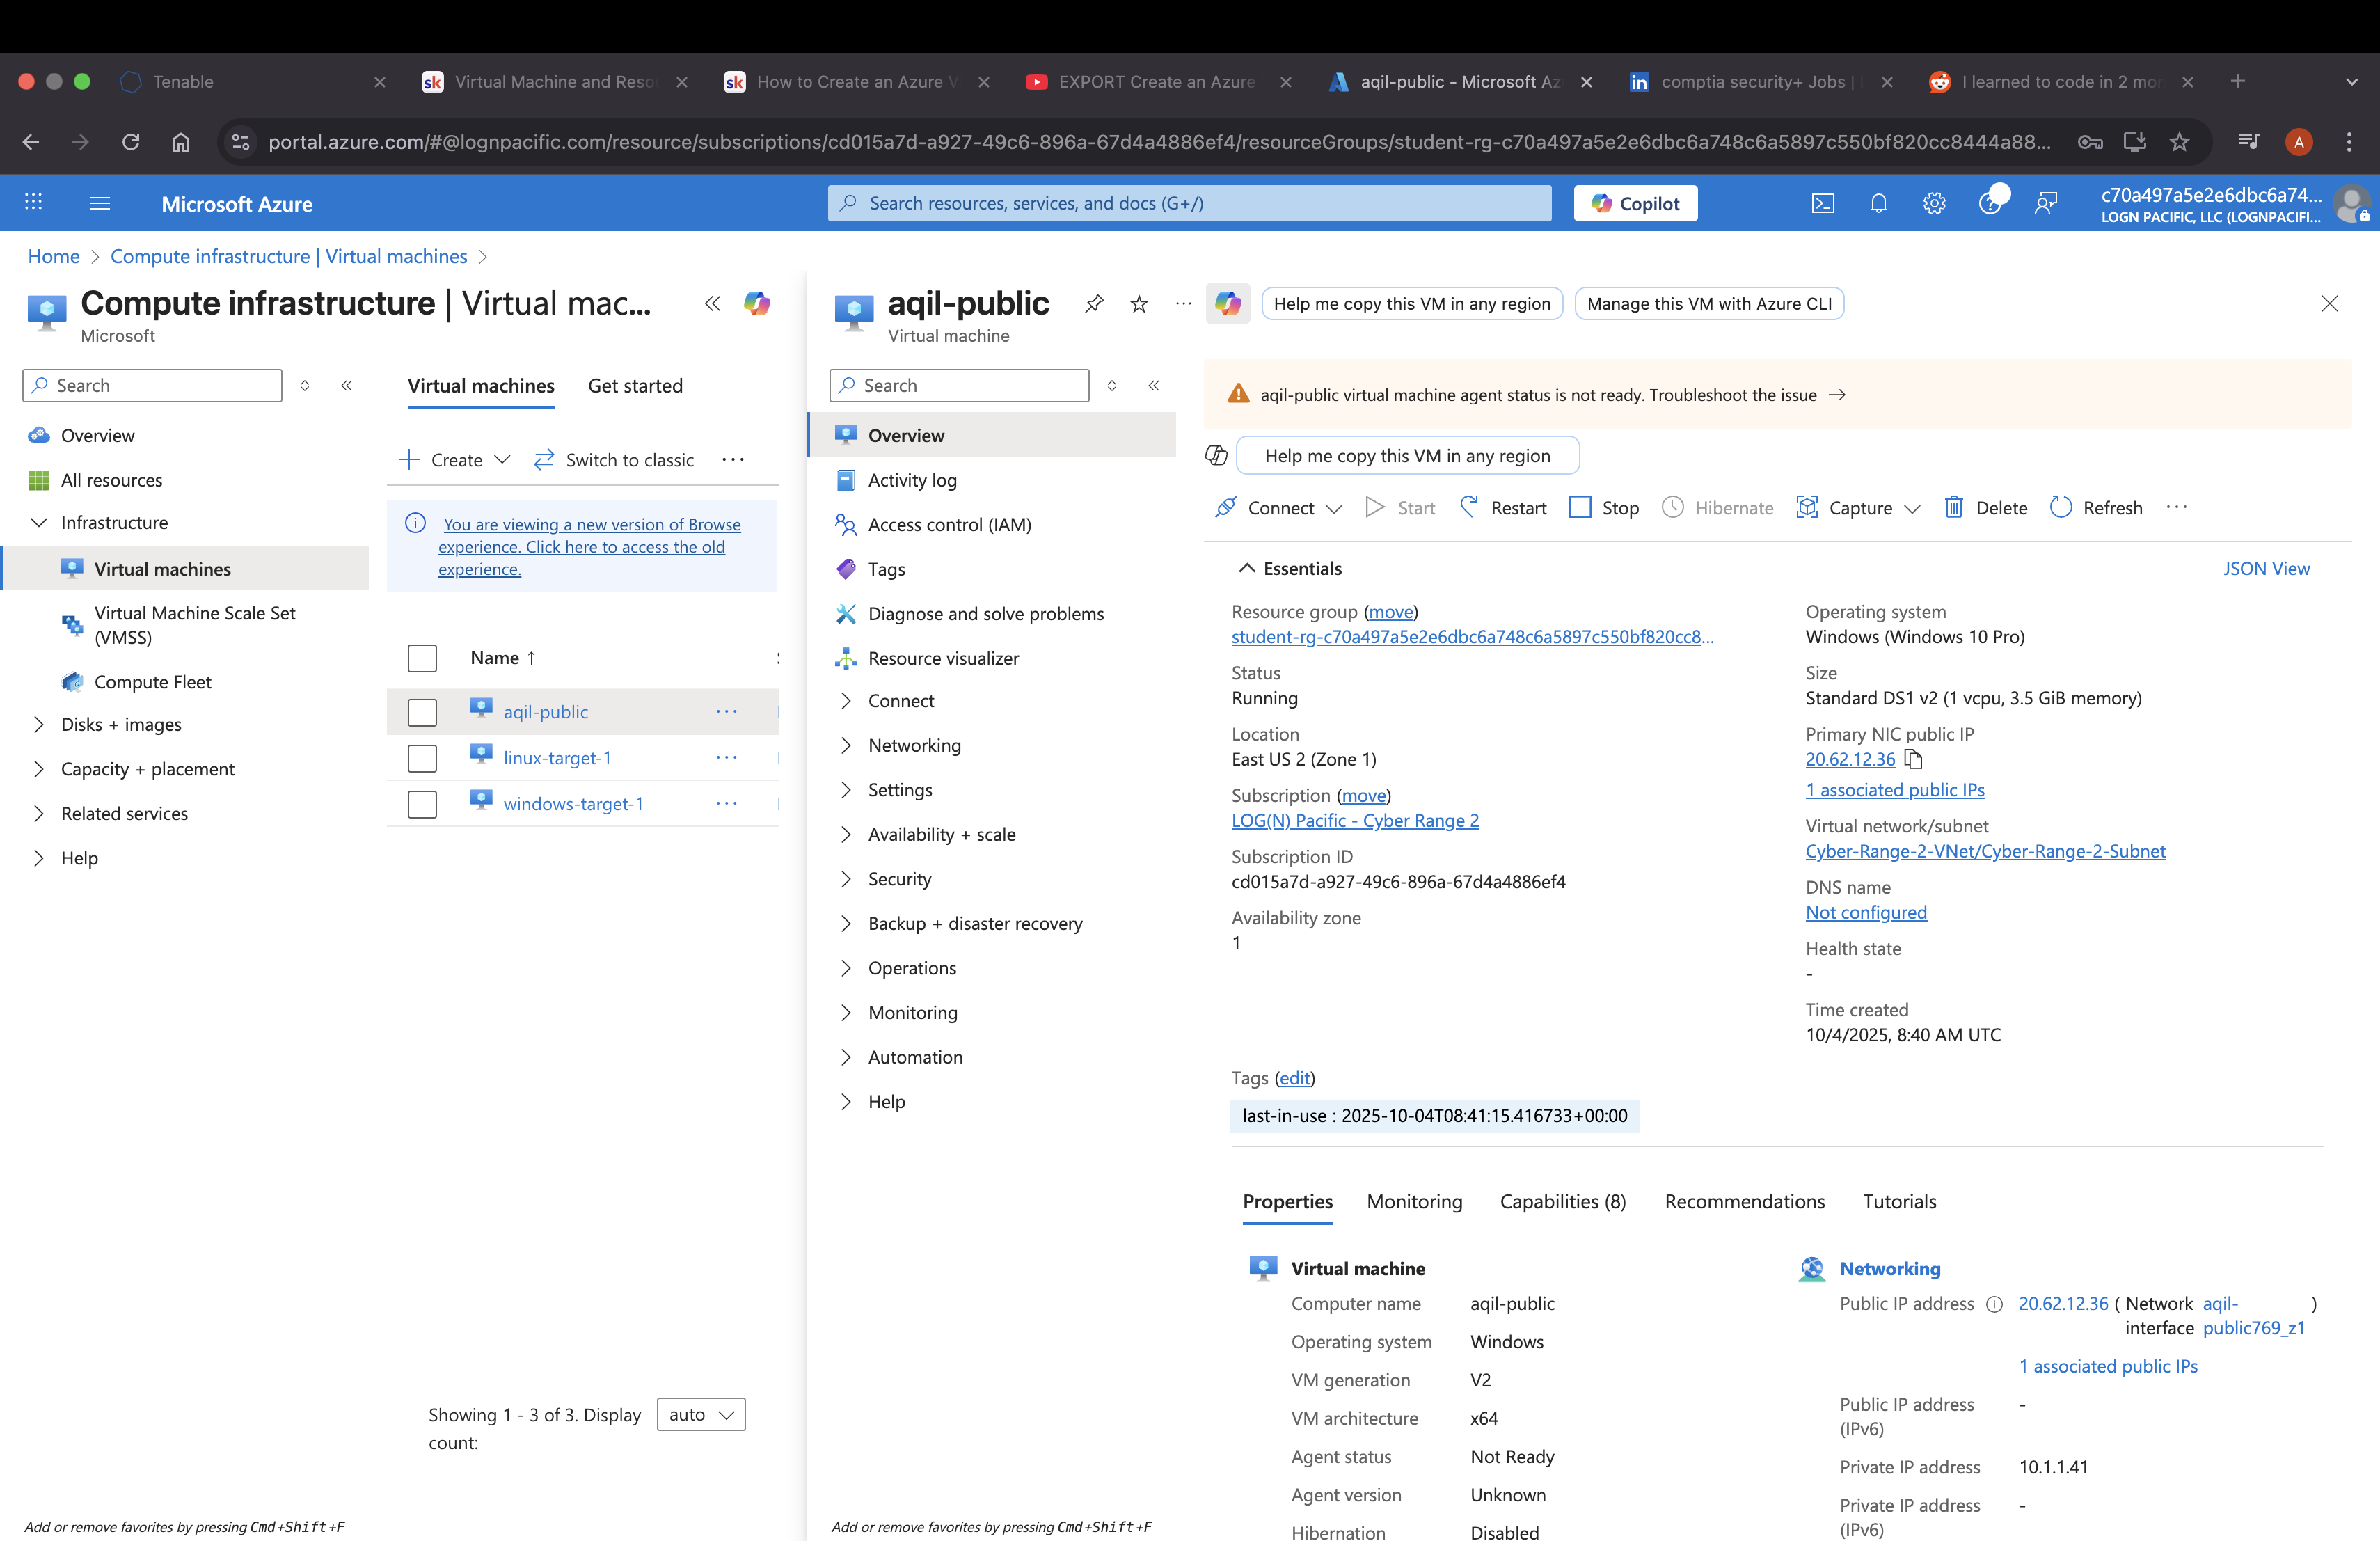 Tenable
Virtual Machine and Reso
How to Create an Azure V
EXPORT Create an Azure
aqil-public - Microsoft Az
comptia security+ Jobs |
I learned to code in 2 mon
portal.azure.com/#@lognpacific.com/resource/subscriptions/cd015a7d-a927-49c6-896a-67d4a4886ef4/resourceGroups/student-rg-c70a497a5e2e6dbc6a748c6a5897c550bf820cc8444a88...
A
Microsoft Azure
Search resources, services, and docs (G+/)
Copilot
c70a497a5e2e6dbc6a74...
LOGN PACIFIC, LLC (LOGNPACIFI...
Home > Compute infrastructure | Virtual machines >
Compute infrastructure | Virtual mac...
Microsoft
Search
Overview
All resources
Infrastructure
Virtual machines
Virtual Machine Scale Set
(VMSS)
Compute Fleet
Disks + images
Capacity + placement
Related services
Help
Add or remove favorites by pressing Cmd+Shift+F
Virtual machines Get started
Create Switch to classic ...
You are viewing a new version of Browse
experience. Click here to access the old
experience.
Name ↑
aqil-public ...
linux-target-1 ...
windows-target-1 ...
Showing 1 - 3 of 3. Display auto
count:
aqil-public
Virtual machine
Search
Overview
Activity log
Access control (IAM)
Tags
Diagnose and solve problems
Resource visualizer
Connect
Networking
Settings
Availability + scale
Security
Backup + disaster recovery
Operations
Monitoring
Automation
Help
Add or remove favorites by pressing Cmd+Shift+F
Help me copy this VM in any region
Manage this VM with Azure CLI
aqil-public virtual machine agent status is not ready. Troubleshoot the issue →
Help me copy this VM in any region
Connect Start Restart Stop Hibernate Capture Delete Refresh ...
Essentials
JSON View
Resource group (move)
student-rg-c70a497a5e2e6dbc6a748c6a5897c550bf820cc8...
Status
Running
Location
East US 2 (Zone 1)
Subscription (move)
LOG(N) Pacific - Cyber Range 2
Subscription ID
cd015a7d-a927-49c6-896a-67d4a4886ef4
Availability zone
1
Operating system
Windows (Windows 10 Pro)
Size
Standard DS1 v2 (1 vcpu, 3.5 GiB memory)
Primary NIC public IP
20.62.12.36
1 associated public IPs
Virtual network/subnet
Cyber-Range-2-VNet/Cyber-Range-2-Subnet
DNS name
Not configured
Health state
-
Time created
10/4/2025, 8:40 AM UTC
Tags (edit)
last-in-use : 2025-10-04T08:41:15.416733+00:00
Properties Monitoring Capabilities (8) Recommendations Tutorials
Virtual machine
Computer name aqil-public
Operating system Windows
VM generation V2
VM architecture x64
Agent status Not Ready
Agent version Unknown
Hibernation Disabled
Networking
Public IP address 20.62.12.36 ( Network aqil- )
interface public769_z1
1 associated public IPs
Public IP address -
(IPv6)
Private IP address 10.1.1.41
Private IP address -
(IPv6)